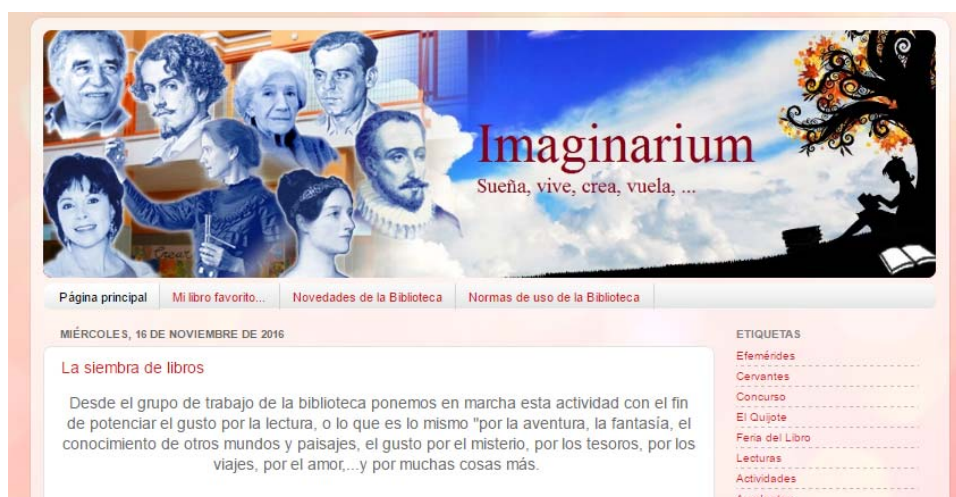 Imaginarium
Sueña, vive, crea, vuela, ...
Página principal
Mi libro favorito...
Novedades de la Biblioteca
Normas de uso de la Biblioteca
MIÉRCOLES, 16 DE NOVIEMBRE DE 2016
La siembra de libros
Desde el grupo de trabajo de la biblioteca ponemos en marcha esta actividad con el fin
de potenciar el gusto por la lectura, o lo que es lo mismo "por la aventura, la fantasía, el
conocimiento de otros mundos y paisajes, el gusto por el misterio, por los tesoros, por los
viajes, por el amor,...y por muchas cosas más.
ETIQUETAS
Efemérides
Cervantes
Concurso
El Quijote
Feria del Libro
Lecturas
Actividades